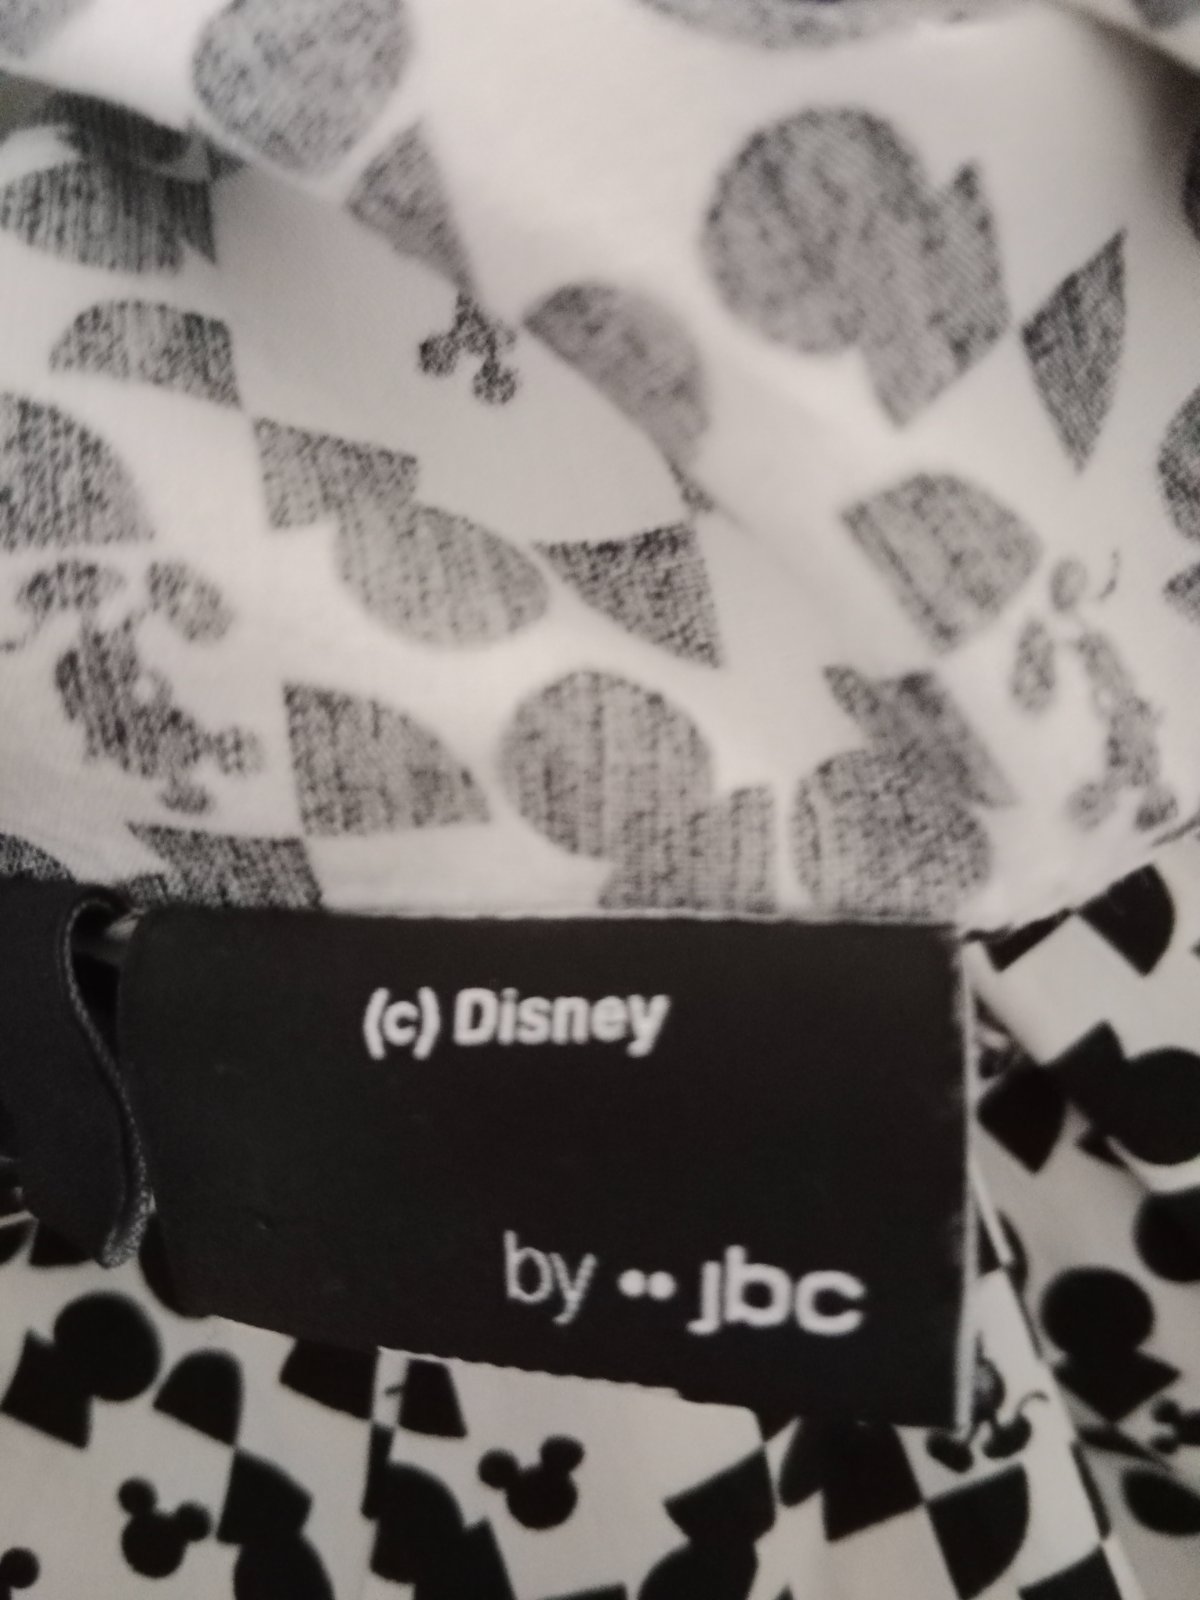 (c) Disney
by •• jbc